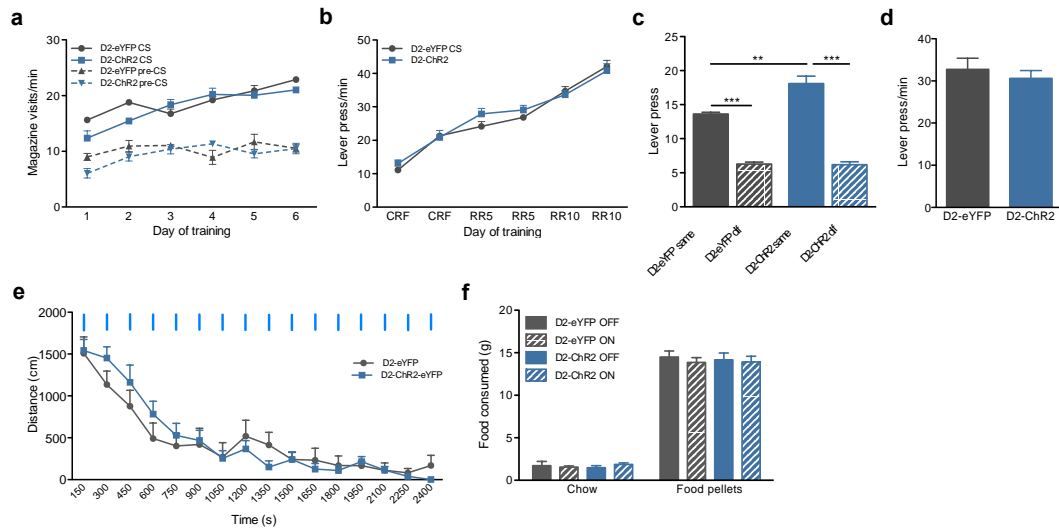 a
D2-eYFP CS
D2-ChR2 CS
D2-eYFP pre-CS
D2-ChR2 pre-CS
Magazine visits/min
30
20
10
0
1 2 3 4 5 6
Day of training
b
D2-eYFP CS
D2-ChR2
Lever press/min
50
40
30
20
10
0
CRF CRF RR5 RR5 RR10 RR10
Day of training
c
Lever press
25
20
15
10
5
0
**
***
***
D2-eYFP same
D2-eYFP dif
D2-ChR2 same
D2-ChR2 dif
d
Lever press/min
40
30
20
10
0
D2-eYFP D2-ChR2
e
D2-eYFP
D2-ChR2-eYFP
Distance (cm)
2000
1500
1000
500
0
150 300 450 600 750 900 1050 1200 1350 1500 1650 1800 1950 2100 2250 2400
Time (s)
f
D2-eYFP OFF
D2-eYFP ON
D2-ChR2 OFF
D2-ChR2 ON
Food consumed (g)
20
15
10
5
0
Chow Food pellets